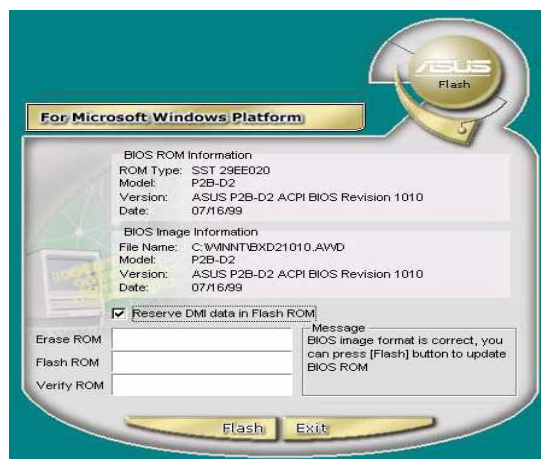 ASUS
Flash
For Microsoft Windows Platform
BIOS ROM Information
ROM Type: SST 29EE020
Model: P2B-D2
Version: ASUS P2B-D2 ACPI BIOS Revision 1010
Date: 07/16/99
BIOS Image Information
File Name: C:\WINNT\BXD21010.AWD
Model: P2B-D2
Version: ASUS P2B-D2 ACPI BIOS Revision 1010
Date: 07/16/99
Reserve DMI data in Flash ROM
Erase ROM
Flash ROM
Verify ROM
Message
BIOS image format is correct, you
can press [Flash] button to update
BIOS ROM
Flash
Exit